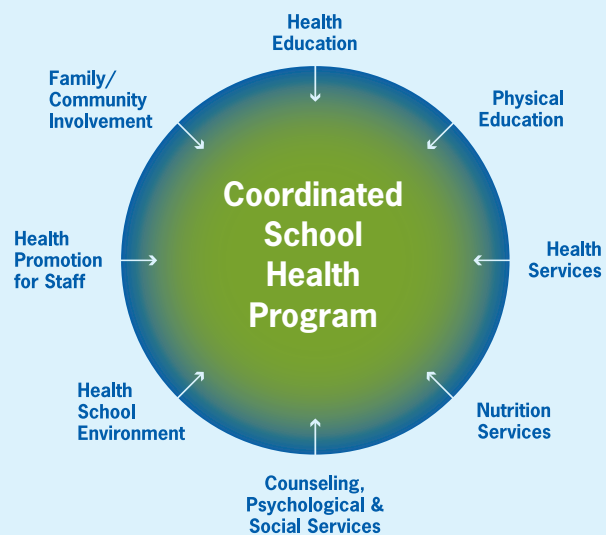 Health
Education
Family/
Community
Involvement
Physical
Education
Coordinated
School
Health
Program
Health
Promotion
for Staff
Health
Services
Health
School
Environment
Nutrition
Services
Counseling,
Psychological &
Social Services